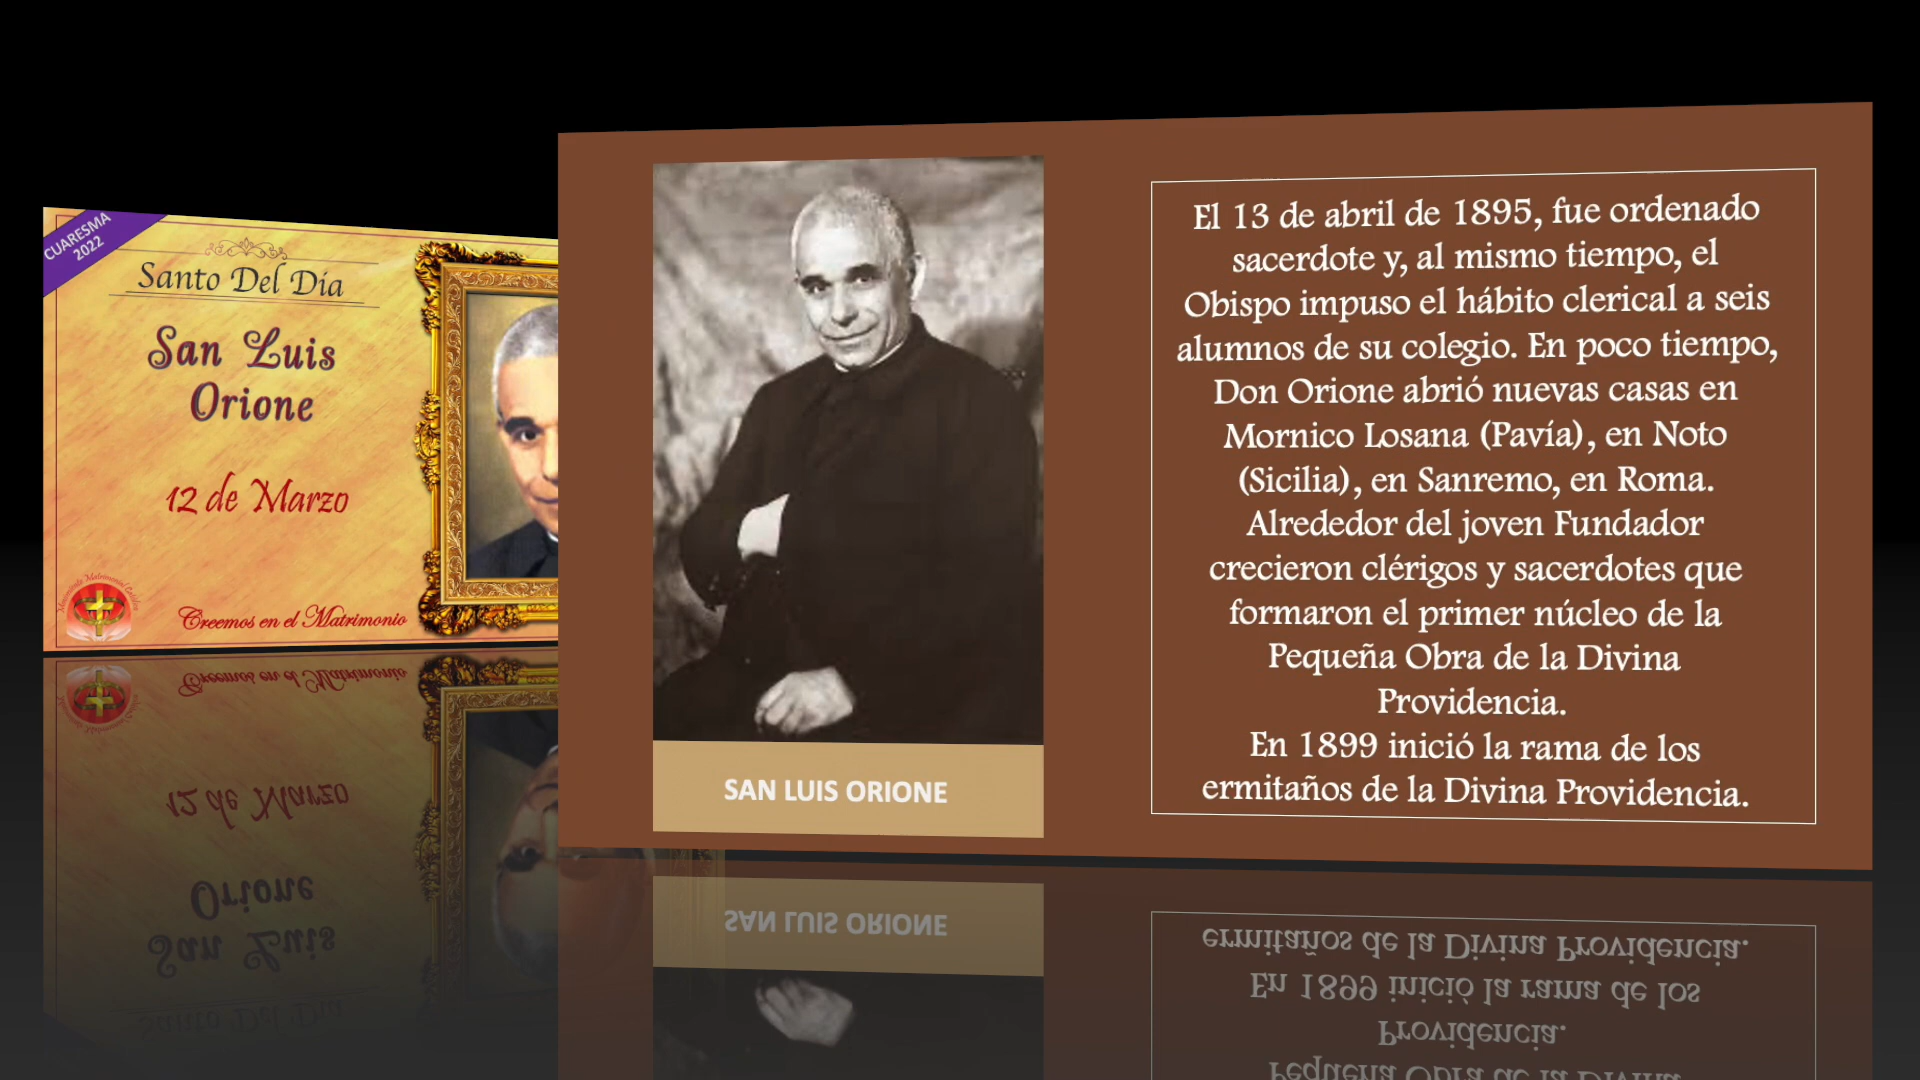 CUARESMA
2022
Santo Del Día
San Luis
Orione
12 de Marzo
Creemos en el Matrimonio
SAN LUIS ORIONE
El 13 de abril de 1895, fue ordenado
sacerdote y, al mismo tiempo, el
Obispo impuso el hábito clerical a seis
alumnos de su colegio. En poco tiempo,
Don Orione abrió nuevas casas en
Mornico Losana (Pavía), en Noto
(Sicilia), en Sanremo, en Roma.
Alrededor del joven Fundador
crecieron clérigos y sacerdotes que
formaron el primer núcleo de la
Pequeña Obra de la Divina
Providencia.
En 1899 inició la rama de los
ermitaños de la Divina Providencia.